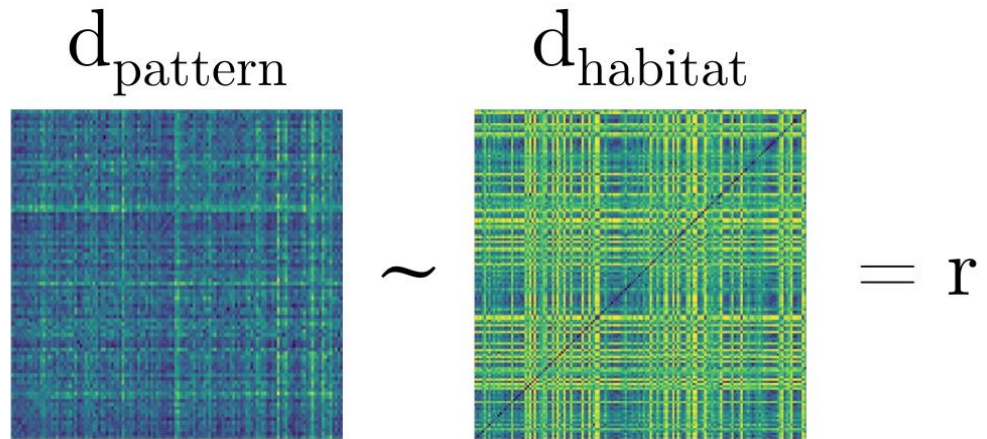 d_pattern d_habitat
~ = r